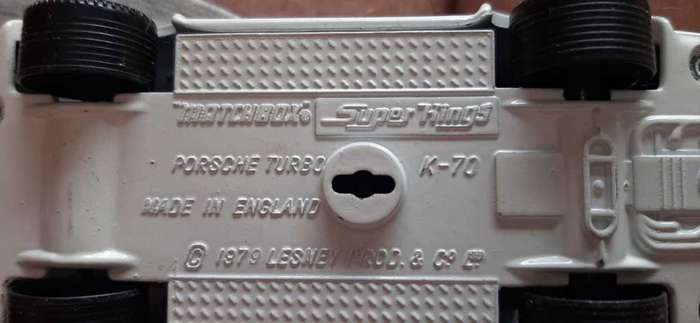 "MATCHBOX"® Super Kings
PORSCHE TURBO K-70
MADE IN ENGLAND
© 1979 LESNEY PROD. & Cº Lᵀᴰ